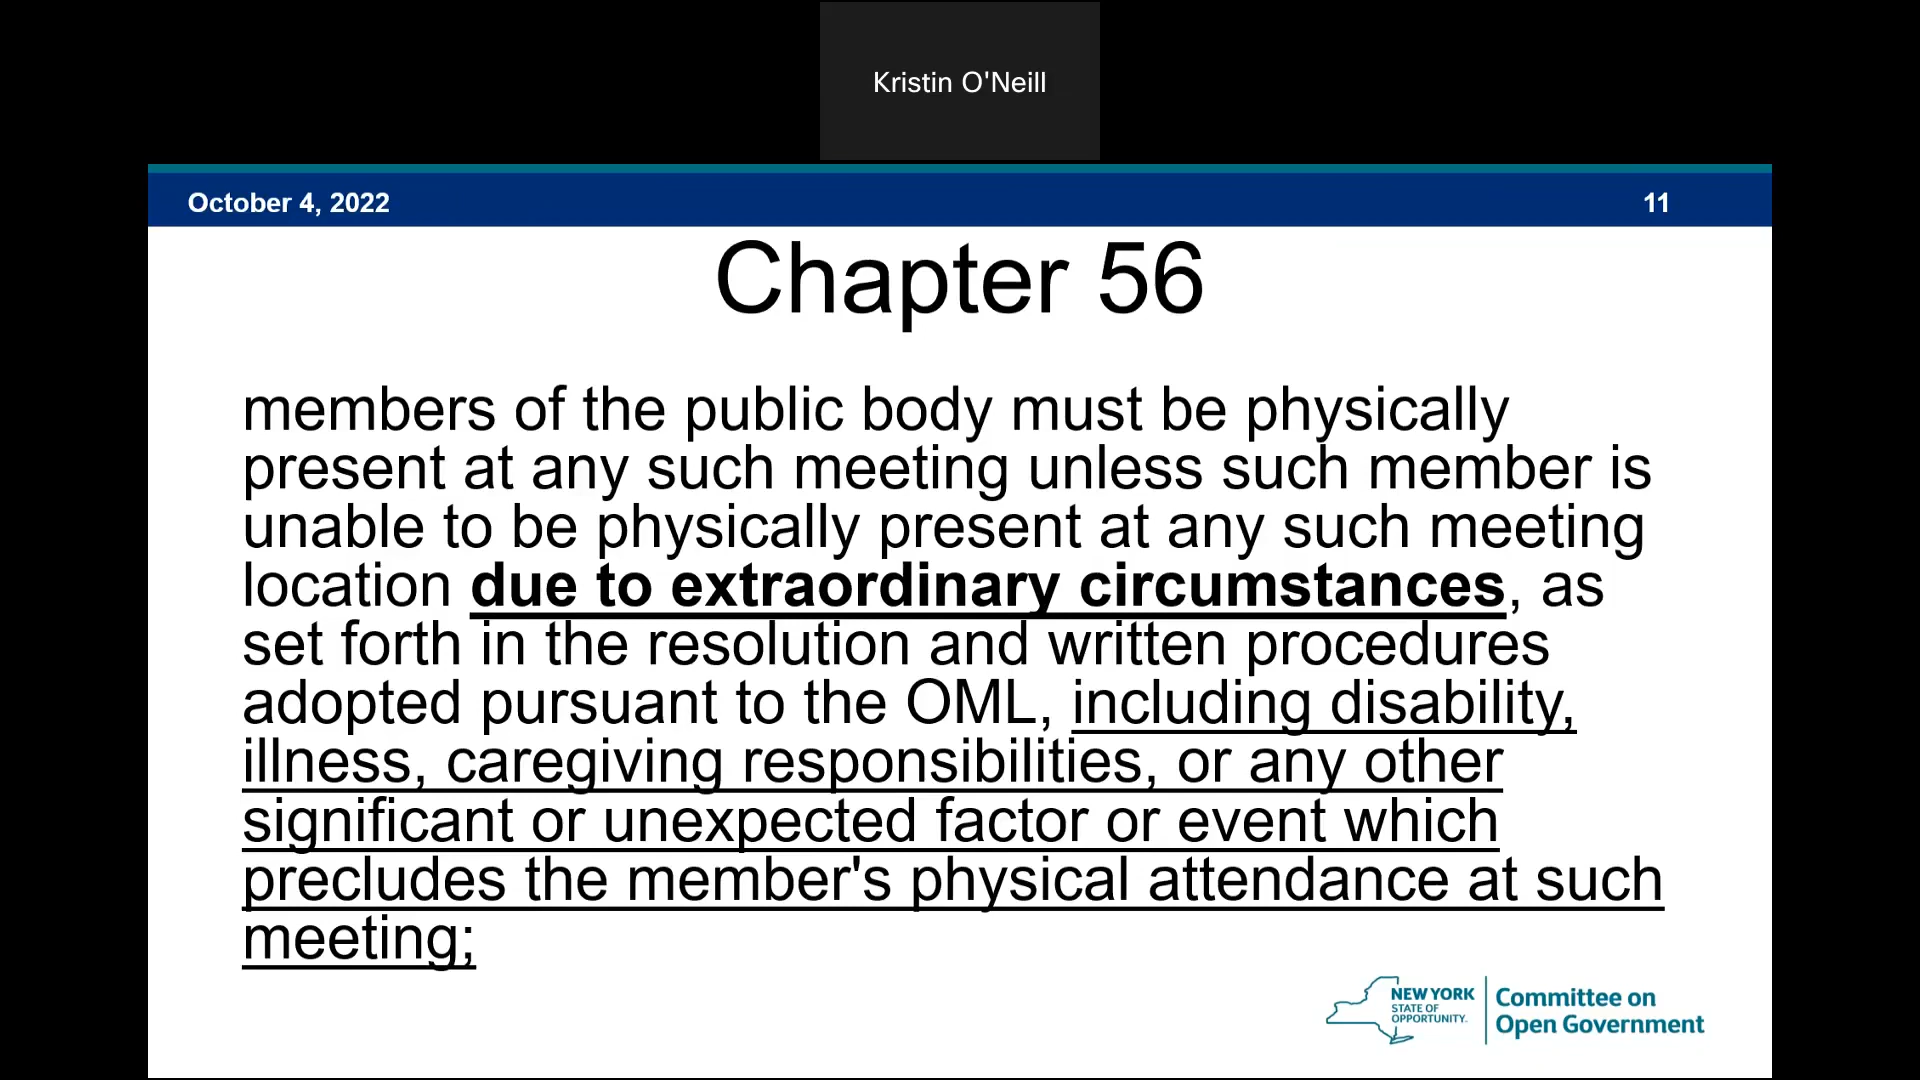 Kristin O'Neill
October 4, 2022
11
Chapter 56
members of the public body must be physically
present at any such meeting unless such member is
unable to be physically present at any such meeting
location due to extraordinary circumstances, as
set forth in the resolution and written procedures
adopted pursuant to the OML, including disability,
illness, caregiving responsibilities, or any other
significant or unexpected factor or event which
precludes the member's physical attendance at such
meeting;
NEW YORK
STATE OF
OPPORTUNITY.
Committee on
Open Government